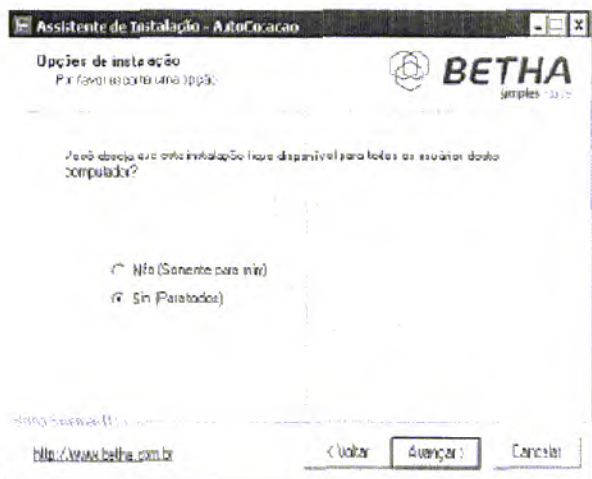 Assistente de Instalação - AutoCotacao
Opções de instalação
Por favor escolha uma opção
BETHA
simples
Você deseja que esta instalação fique disponível para todos os usuários deste
computador?
Não (Somente para mim)
Sim (Para todos)
http://www.betha.com.br
< Voltar
Avançar >
Cancelar